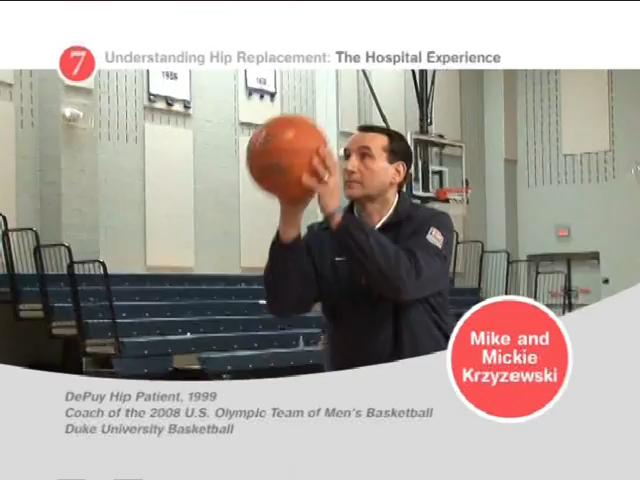 7 Understanding Hip Replacement: The Hospital Experience
Mike and
Mickie
Krzyzewski
DePuy Hip Patient, 1999
Coach of the 2008 U.S. Olympic Team of Men's Basketball
Duke University Basketball